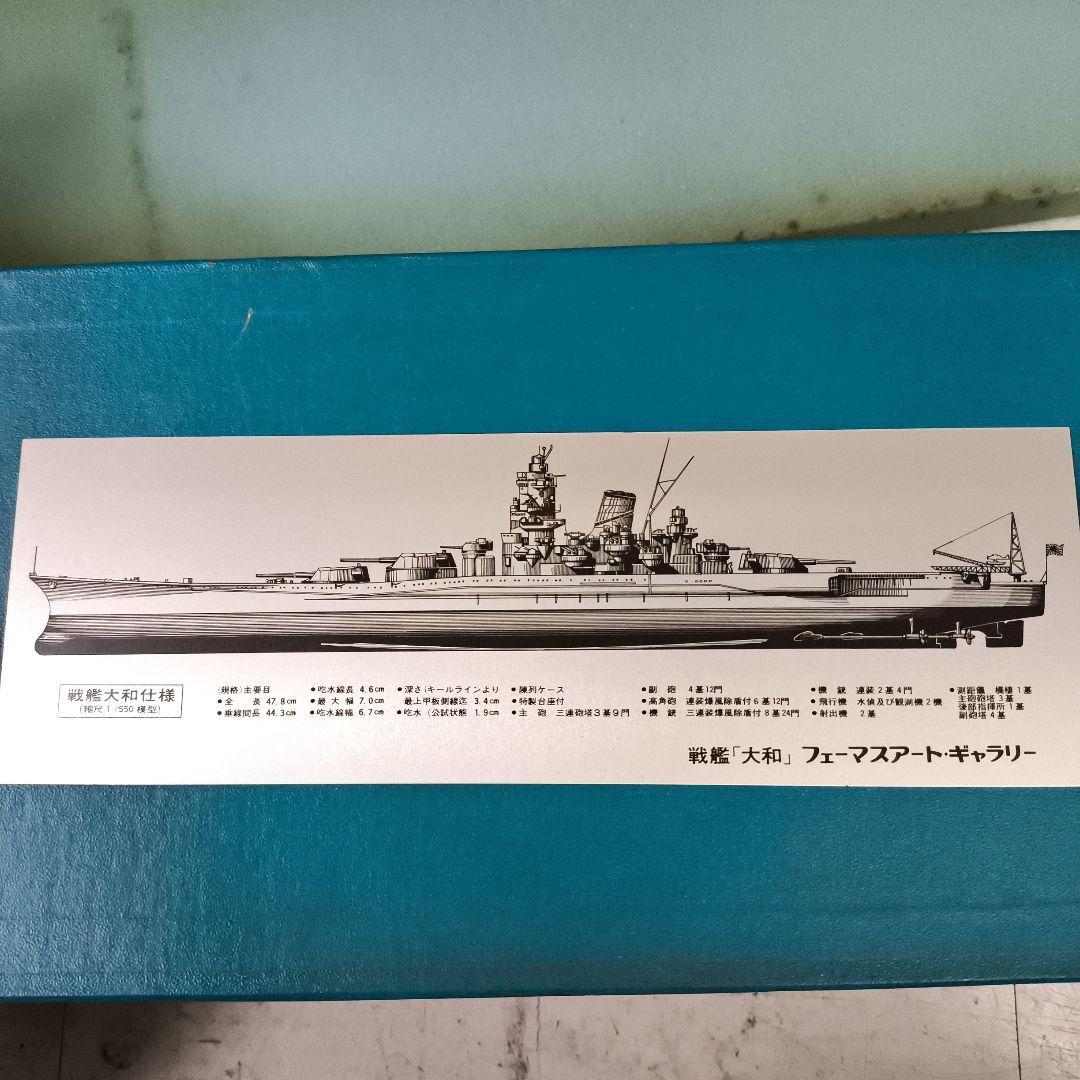 戦艦大和仕様
(縮尺1/550模型)
(規格)主要目
●全長 47.8cm
●垂線間長 44.3cm
●吃水線長 4.6cm
●最大幅 7.0cm
●吃水線幅 6.7cm
●深さ(キールラインより
最上甲板側線迄 3.4cm
●吃水(公試状態 1.9cm
●陳列ケース
●特製台座付
●主砲 三連砲塔3基9門
●副砲 4基12門
●高角砲 連装爆風除盾付6基12門
●機銃 三連装爆風除盾付8基24門
●機銃 連装2基4門
●飛行機 水偵及び観測機2機
●射出機 2基
●測距儀 橋楼1基
主砲砲塔3基
後部指揮所1基
副砲塔4基
戦艦「大和」フェーマスアート・ギャラリー